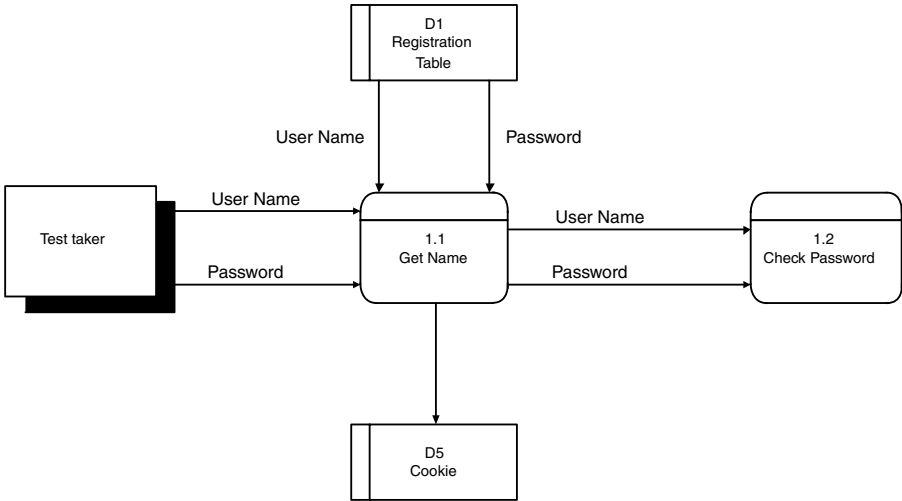 D1
Registration
Table
User Name
Password
User Name
Test taker
Password
1.1
Get Name
User Name
Password
1.2
Check Password
D5
Cookie